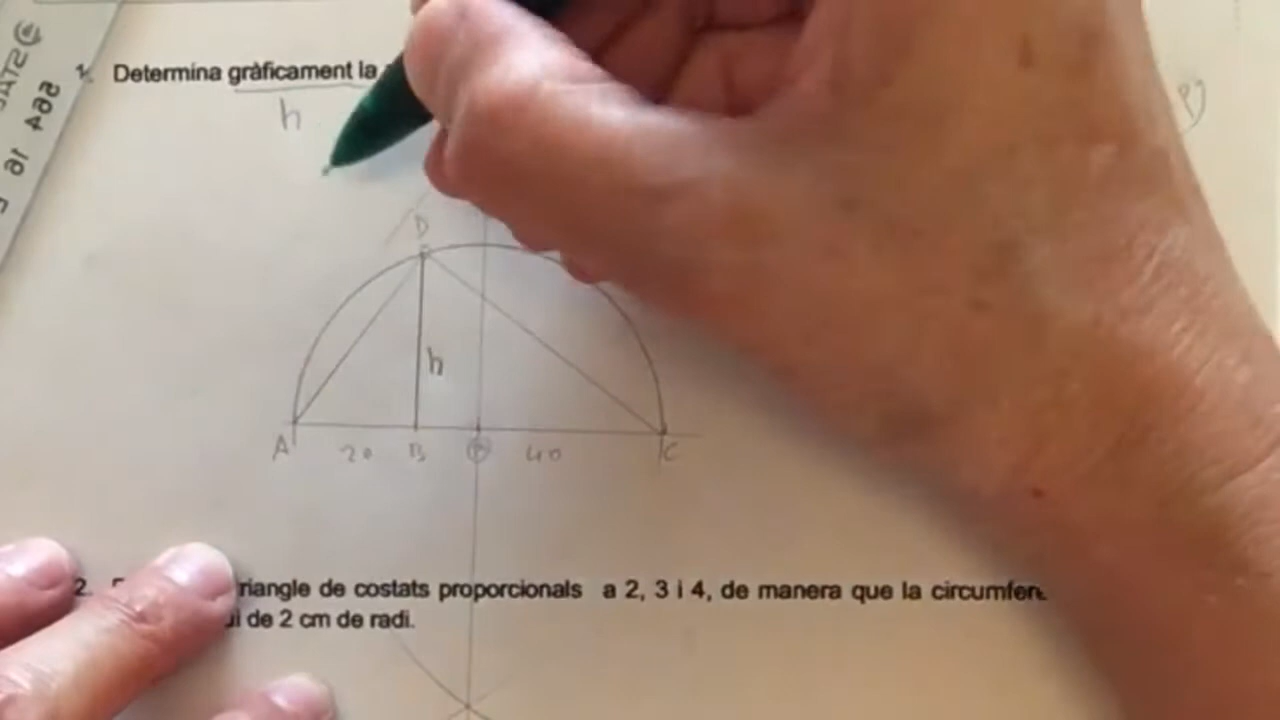 1. Determina gràficament la
h
D
h
A 20 B 40 C
2. riangle de costats proporcionals a 2, 3 i 4, de manera que la circumfer
de 2 cm de radi.